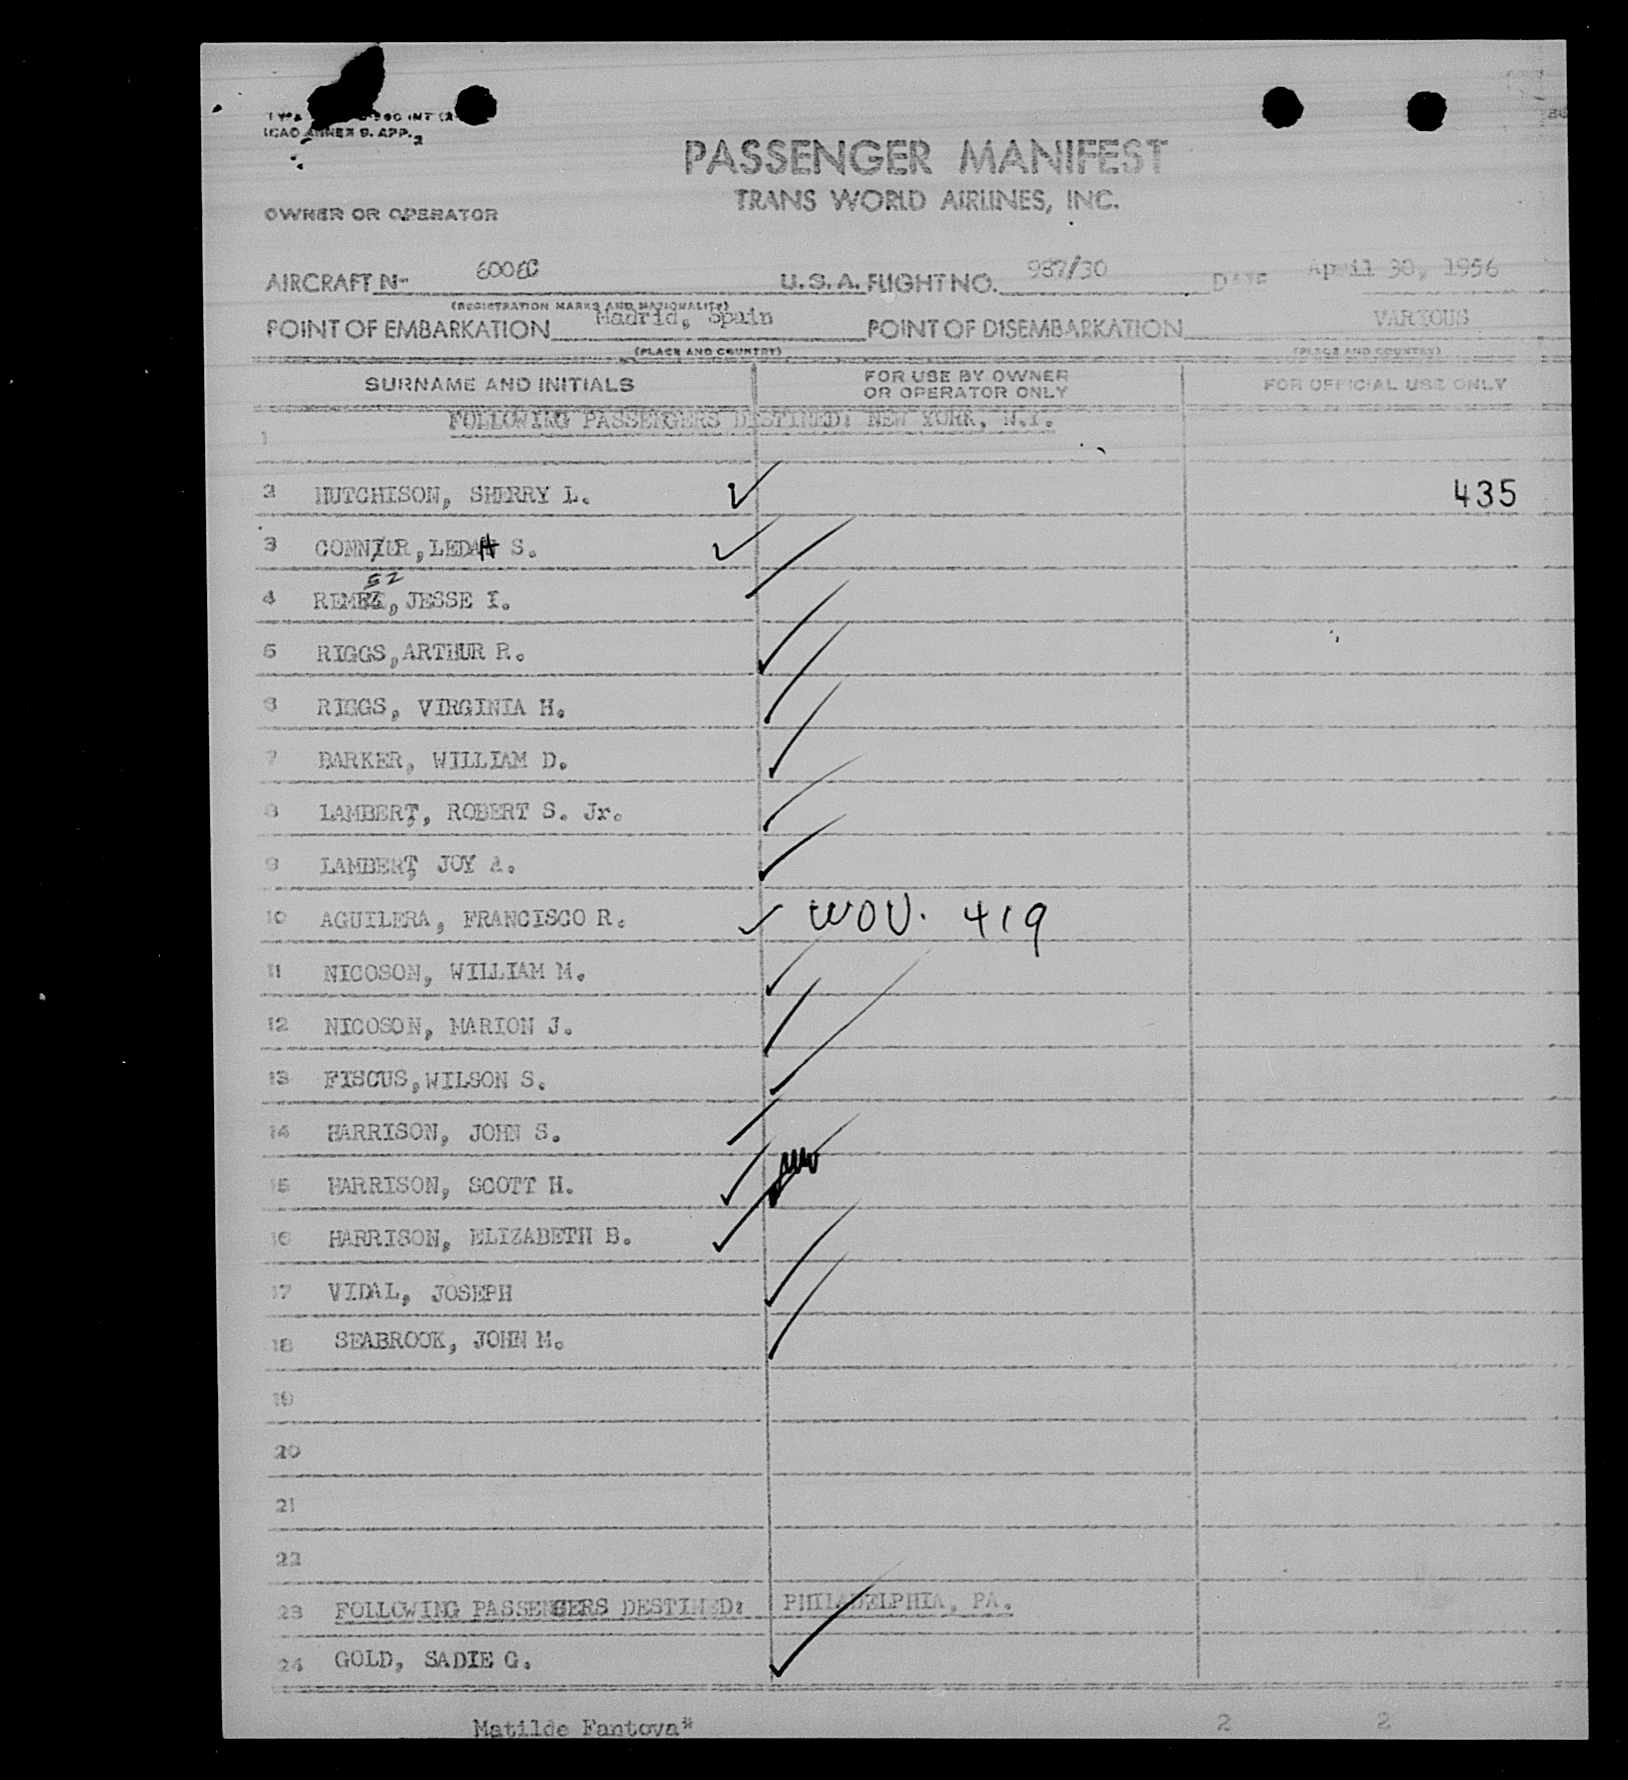 ICAO ANNEX 9. APP. 2
PASSENGER MANIFEST
TRANS WORLD AIRLINES, INC.
OWNER OR OPERATOR
AIRCRAFT N- 6006C U.S.A. FLIGHT NO. 987/30 DATE April 30, 1956
(REGISTRATION MARKS AND NATIONALITY)
POINT OF EMBARKATION Madrid, Spain POINT OF DISEMBARKATION VARIOUS
(PLACE AND COUNTRY) (PLACE AND COUNTRY)
SURNAME AND INITIALS FOR USE BY OWNER OR OPERATOR ONLY FOR OFFICIAL USE ONLY
1 FOLLOWING PASSENGERS DESTINED: NEW YORK, N.Y.
2 HUTCHISON, SHERRY L. 435
3 LEDAH S.
4 JESSE I.
5 RIGGS, ARTHUR R.
6 RIGGS, VIRGINIA H.
7 BARKER, WILLIAM D.
8 LAMBERT, ROBERT S. Jr.
9 LAMBERT, JOY A.
10 AGUILERA, FRANCISCO R. WOV. 419
11 NICOSON, WILLIAM M.
12 NICOSON, MARION J.
13 FISCUS, WILSON S.
14 HARRISON, JOHN S.
15 HARRISON, SCOTT H.
16 HARRISON, ELIZABETH B.
17 VIDAL, JOSEPH
18 SEABROOK, JOHN M.
19
20
21
22
23 FOLLOWING PASSENGERS DESTINED: PHILADELPHIA, PA.
24 GOLD, SADIE G.
Matilde Fantova* 2 2